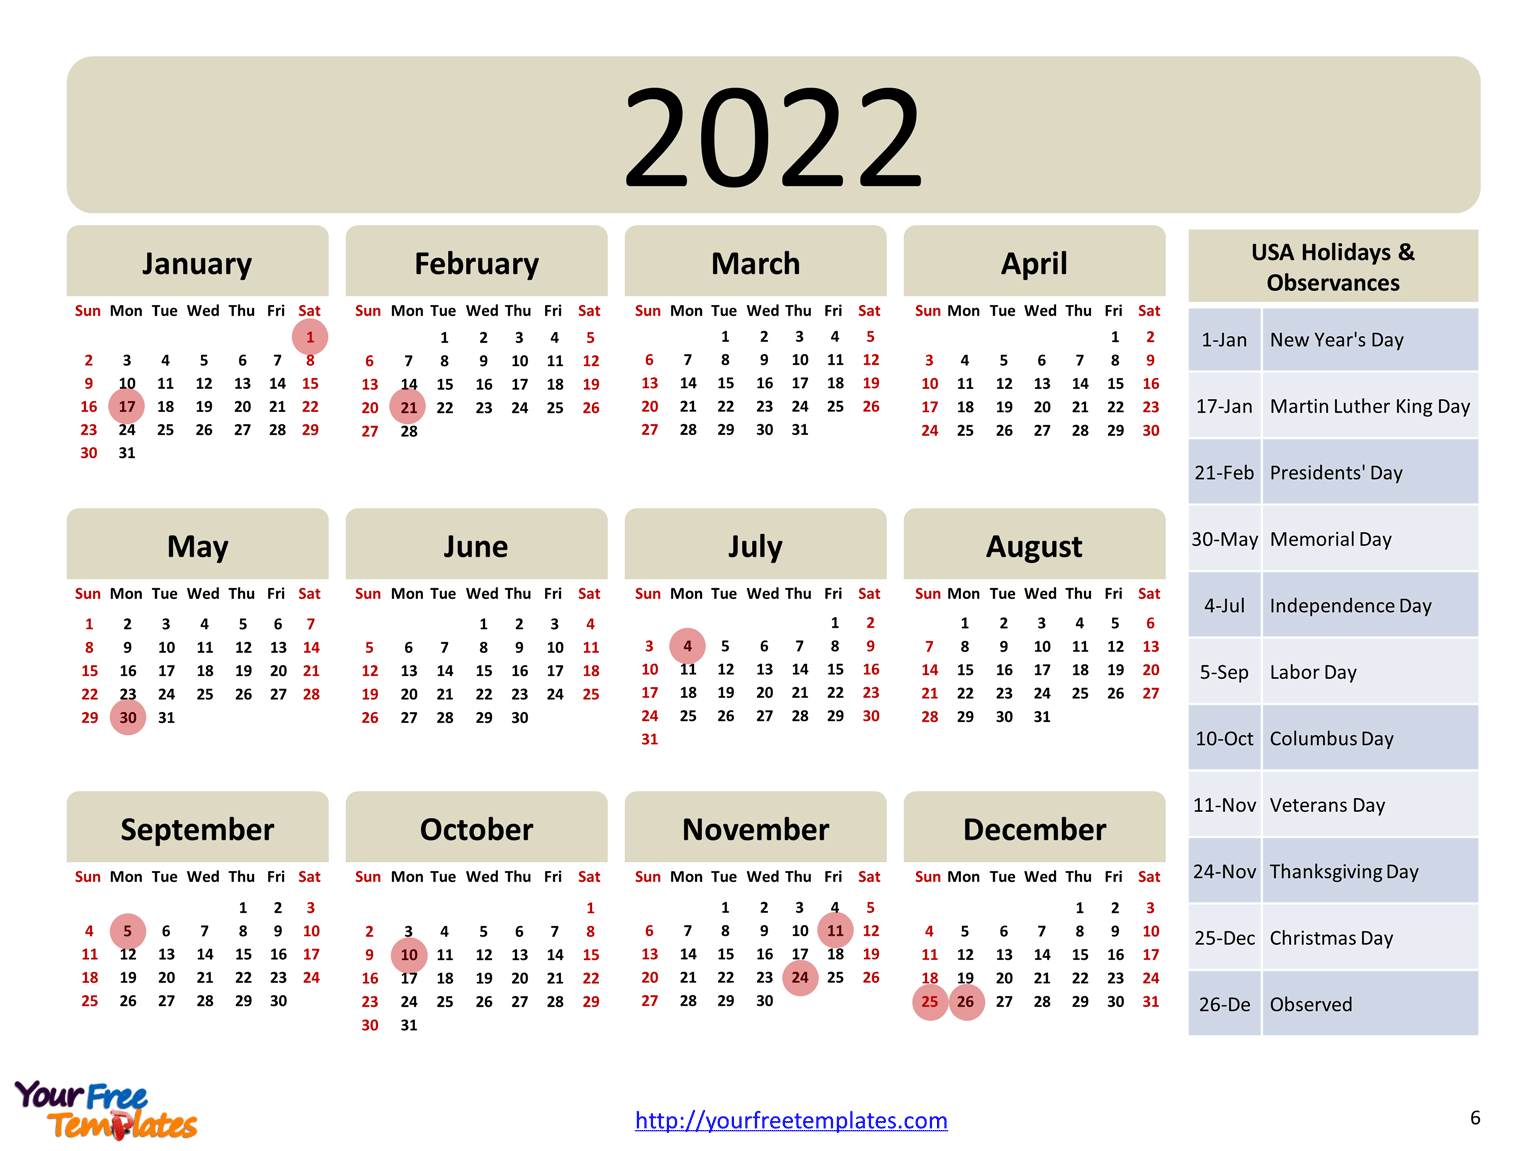 2022
January
Sun Mon Tue Wed Thu Fri Sat
1
2 3 4 5 6 7 8
9 10 11 12 13 14 15
16 17 18 19 20 21 22
23 24 25 26 27 28 29
30 31
February
Sun Mon Tue Wed Thu Fri Sat
1 2 3 4 5
6 7 8 9 10 11 12
13 14 15 16 17 18 19
20 21 22 23 24 25 26
27 28
March
Sun Mon Tue Wed Thu Fri Sat
1 2 3 4 5
6 7 8 9 10 11 12
13 14 15 16 17 18 19
20 21 22 23 24 25 26
27 28 29 30 31
April
Sun Mon Tue Wed Thu Fri Sat
1 2
3 4 5 6 7 8 9
10 11 12 13 14 15 16
17 18 19 20 21 22 23
24 25 26 27 28 29 30
May
Sun Mon Tue Wed Thu Fri Sat
1 2 3 4 5 6 7
8 9 10 11 12 13 14
15 16 17 18 19 20 21
22 23 24 25 26 27 28
29 30 31
June
Sun Mon Tue Wed Thu Fri Sat
1 2 3 4
5 6 7 8 9 10 11
12 13 14 15 16 17 18
19 20 21 22 23 24 25
26 27 28 29 30
July
Sun Mon Tue Wed Thu Fri Sat
1 2
3 4 5 6 7 8 9
10 11 12 13 14 15 16
17 18 19 20 21 22 23
24 25 26 27 28 29 30
31
August
Sun Mon Tue Wed Thu Fri Sat
1 2 3 4 5 6
7 8 9 10 11 12 13
14 15 16 17 18 19 20
21 22 23 24 25 26 27
28 29 30 31
September
Sun Mon Tue Wed Thu Fri Sat
1 2 3
4 5 6 7 8 9 10
11 12 13 14 15 16 17
18 19 20 21 22 23 24
25 26 27 28 29 30
October
Sun Mon Tue Wed Thu Fri Sat
1
2 3 4 5 6 7 8
9 10 11 12 13 14 15
16 17 18 19 20 21 22
23 24 25 26 27 28 29
30 31
November
Sun Mon Tue Wed Thu Fri Sat
1 2 3 4 5
6 7 8 9 10 11 12
13 14 15 16 17 18 19
20 21 22 23 24 25 26
27 28 29 30
December
Sun Mon Tue Wed Thu Fri Sat
1 2 3
4 5 6 7 8 9 10
11 12 13 14 15 16 17
18 19 20 21 22 23 24
25 26 27 28 29 30 31
USA Holidays &
Observances
1-Jan New Year's Day
17-Jan Martin Luther King Day
21-Feb Presidents' Day
30-May Memorial Day
4-Jul Independence Day
5-Sep Labor Day
10-Oct Columbus Day
11-Nov Veterans Day
24-Nov Thanksgiving Day
25-Dec Christmas Day
26-De Observed
Your Free
Templates
http://yourfreetemplates.com
6